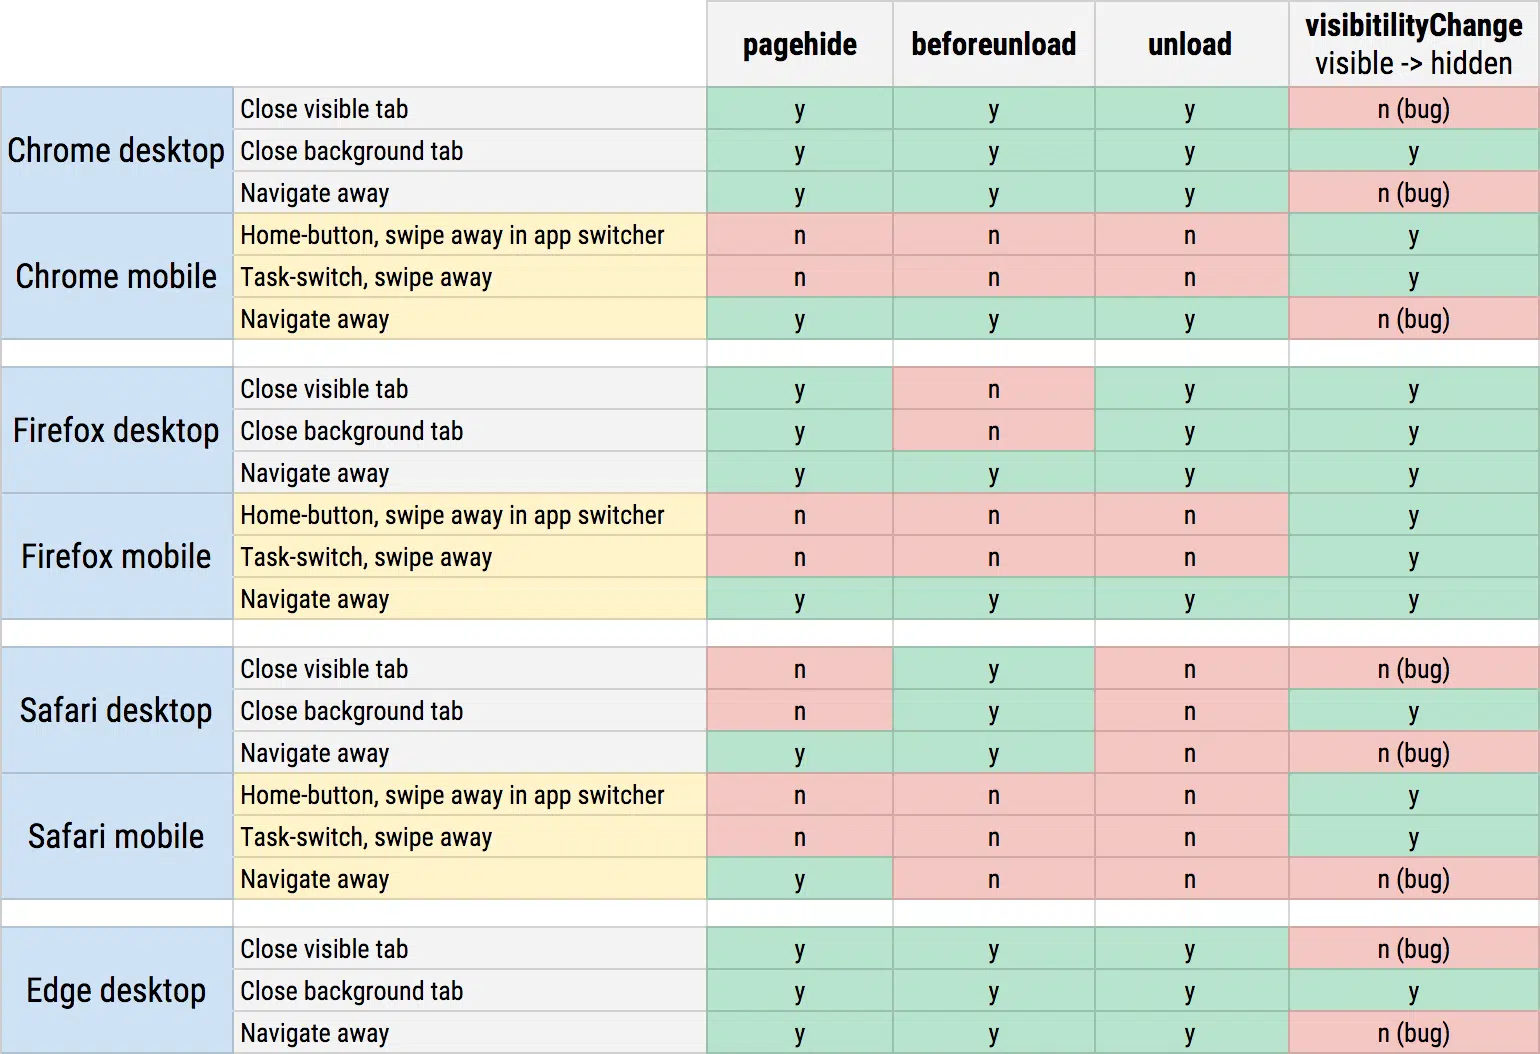 pagehide beforeunload unload visibitilityChange
visible -> hidden
Chrome desktop
Close visible tab y y y n (bug)
Close background tab y y y y
Navigate away y y y n (bug)
Chrome mobile
Home-button, swipe away in app switcher n n n y
Task-switch, swipe away n n n y
Navigate away y y y n (bug)
Firefox desktop
Close visible tab y n y y
Close background tab y n y y
Navigate away y y y y
Firefox mobile
Home-button, swipe away in app switcher n n n y
Task-switch, swipe away n n n y
Navigate away y y y y
Safari desktop
Close visible tab n y n n (bug)
Close background tab n y n y
Navigate away y y n n (bug)
Safari mobile
Home-button, swipe away in app switcher n n n y
Task-switch, swipe away n n n y
Navigate away y n n n (bug)
Edge desktop
Close visible tab y y y n (bug)
Close background tab y y y y
Navigate away y y y n (bug)